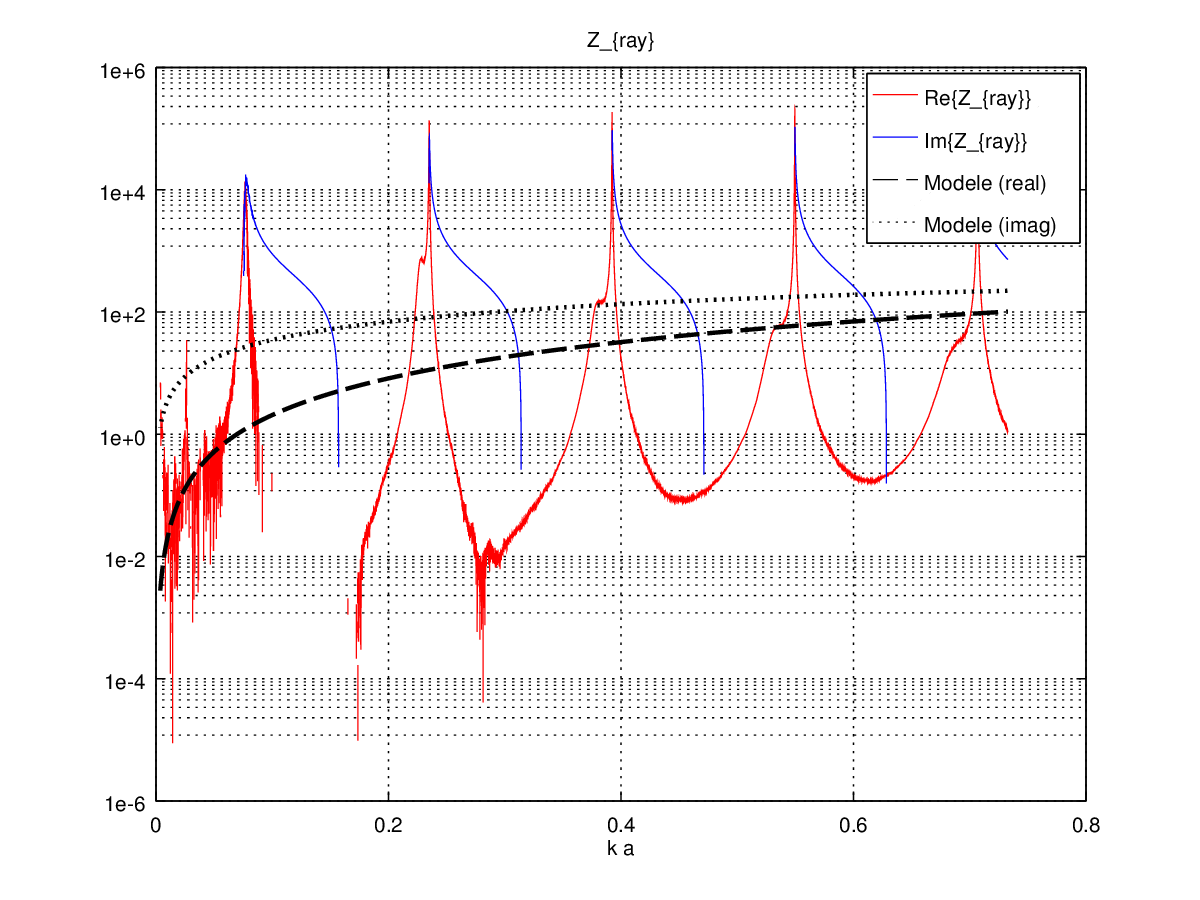 Z_{ray}
1e+6
1e+4
1e+2
1e+0
1e-2
1e-4
1e-6
0
0.2
0.4
0.6
0.8
k a
Re{Z_{ray}}
Im{Z_{ray}}
Modele (real)
Modele (imag)